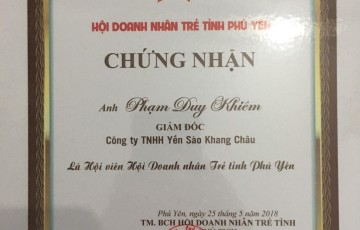 HỘI DOANH NHÂN TRẺ TỈNH PHÚ YÊN
CHỨNG NHẬN
Anh Phạm Duy Khiêm
GIÁM ĐỐC
Công ty TNHH Yến Sào Khang Châu
Là Hội viên Hội Doanh nhân Trẻ tỉnh Phú Yên
Phú Yên, ngày 25 tháng 5 năm 2018
TM. BCH HỘI DOANH NHÂN TRẺ TỈNH